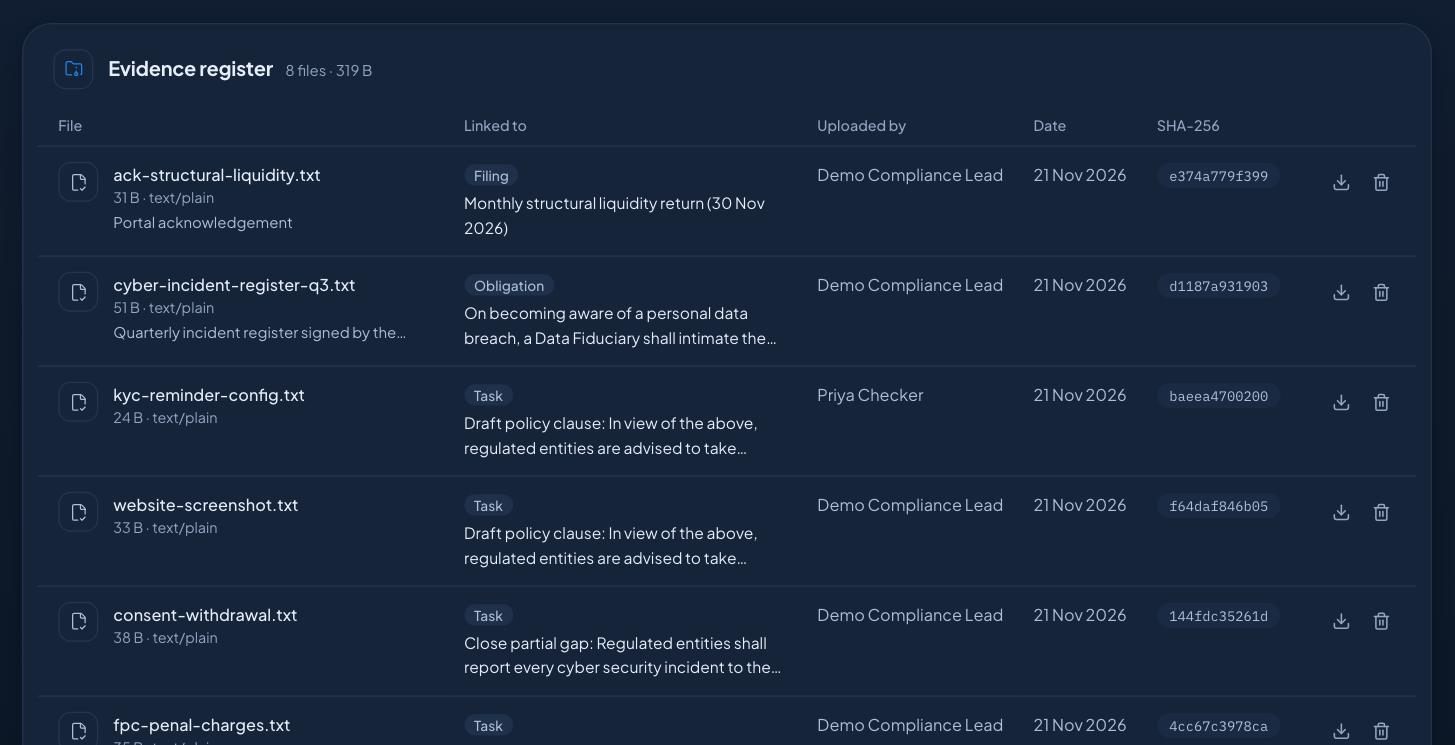 Evidence register 8 files · 319 B
File Linked to Uploaded by Date SHA-256
ack-structural-liquidity.txt Filing Demo Compliance Lead 21 Nov 2026 e374a779f399
31 B · text/plain
Monthly structural liquidity return (30 Nov
Portal acknowledgement
2026)
cyber-incident-register-q3.txt Obligation Demo Compliance Lead 21 Nov 2026 d1187a931903
51 B · text/plain
On becoming aware of a personal data
Quarterly incident register signed by the…
breach, a Data Fiduciary shall intimate the…
kyc-reminder-config.txt Task Priya Checker 21 Nov 2026 baeea4700200
24 B · text/plain
Draft policy clause: In view of the above,
regulated entities are advised to take…
website-screenshot.txt Task Demo Compliance Lead 21 Nov 2026 f64daf846b05
33 B · text/plain
Draft policy clause: In view of the above,
regulated entities are advised to take…
consent-withdrawal.txt Task Demo Compliance Lead 21 Nov 2026 144fdc35261d
38 B · text/plain
Close partial gap: Regulated entities shall
report every cyber security incident to the…
fpc-penal-charges.txt Task Demo Compliance Lead 21 Nov 2026 4cc67c3978ca